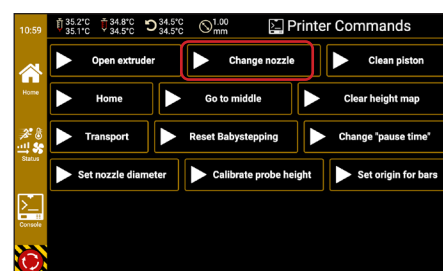 10:59
35.2°C 34.8°C 34.5°C 1.00
35.1°C 34.5°C 34.5°C mm
Printer Commands
Open extruder Change nozzle Clean piston
Home
Home Go to middle Clear height map
Transport Reset Babystepping Change "pause time"
Status
Set nozzle diameter Calibrate probe height Set origin for bars
Console